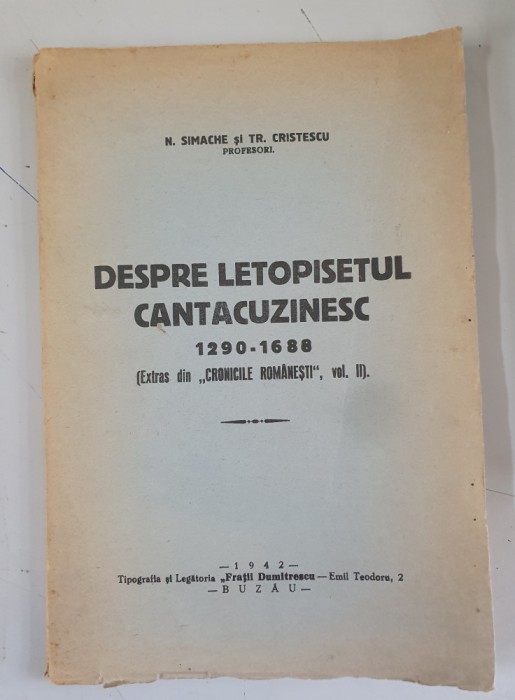 N. SIMACHE și TR. CRISTESCU
PROFESORI.
DESPRE LETOPISETUL
CANTACUZINESC
1290-1688
(Extras din „CRONICILE ROMÂNEȘTI“, vol. II).
— 1 9 4 2 —
Tipografia și Legătoria „Frații Dumitrescu — Emil Teodoru, 2
— B U Z Ă U —